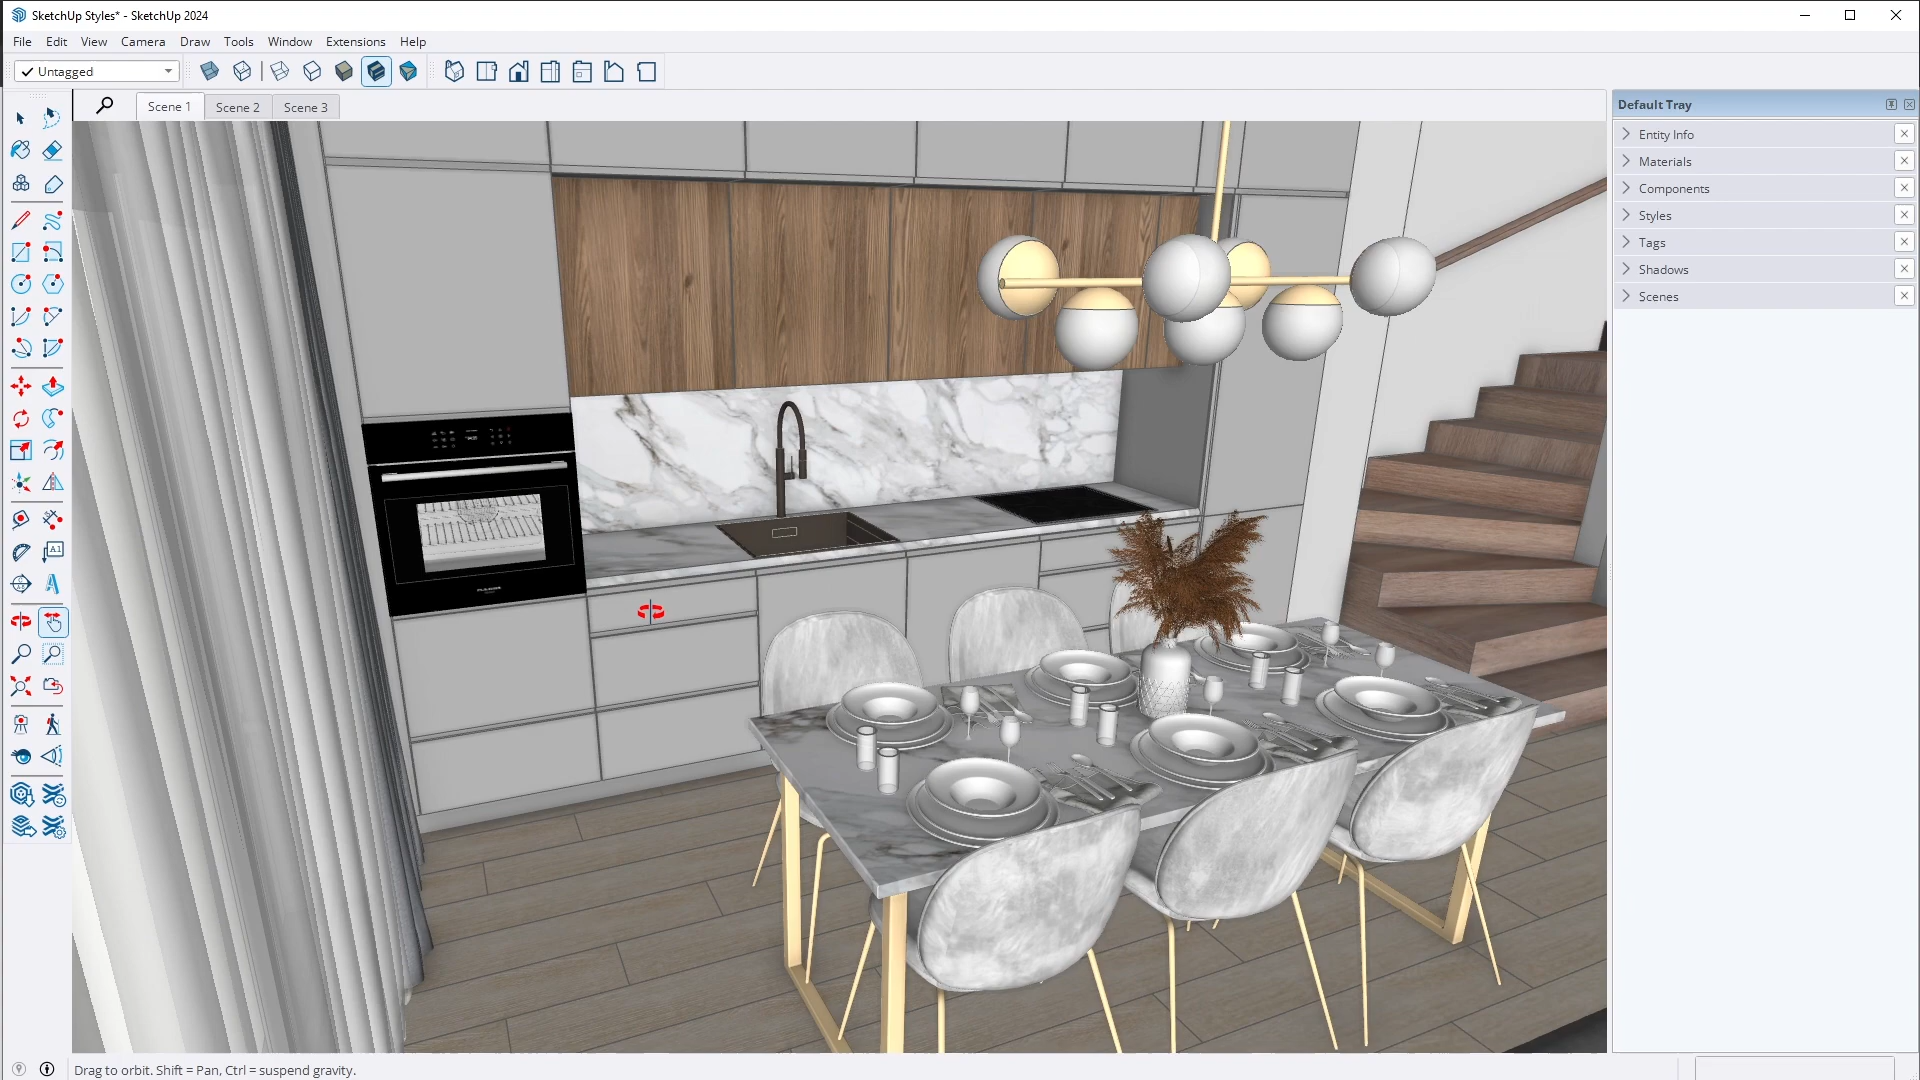 SketchUp Styles* - SketchUp 2024
File Edit View Camera Draw Tools Window Extensions Help
Untagged
Scene 1 Scene 2 Scene 3
Default Tray
Entity Info
Materials
Components
Styles
Tags
Shadows
Scenes
A1
Drag to orbit. Shift = Pan, Ctrl = suspend gravity.